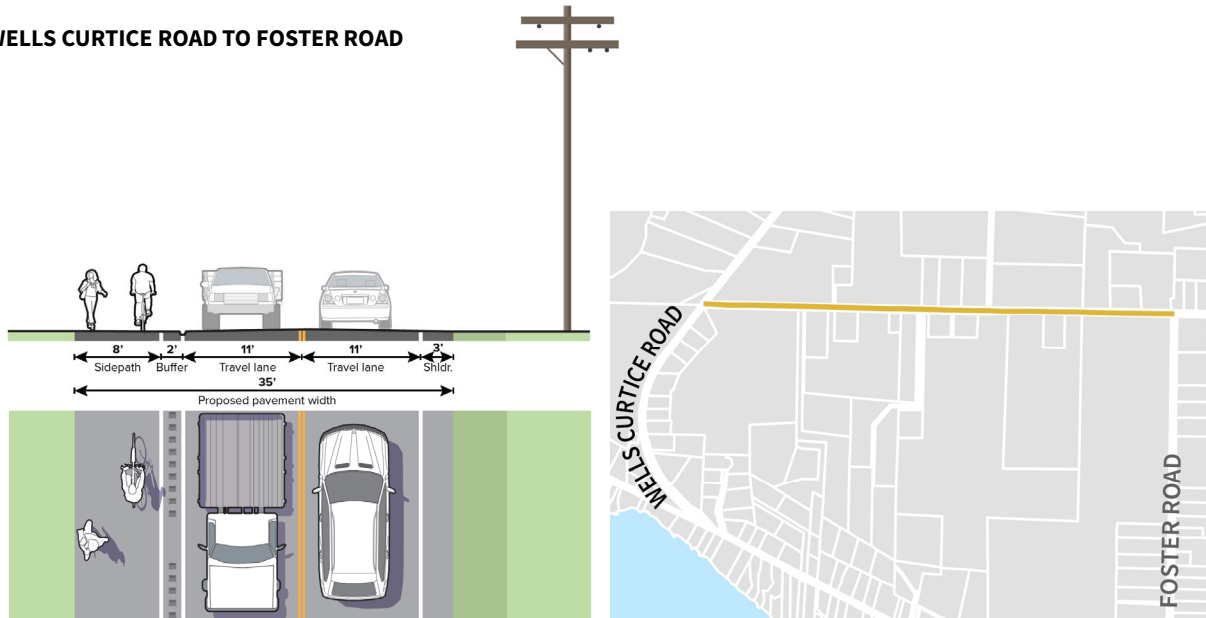 WELLS CURTICE ROAD TO FOSTER ROAD
8' 2' 11' 11' 3'
Sidepath Buffer Travel lane Travel lane Shldr.
35'
Proposed pavement width
WELLS CURTICE ROAD
FOSTER ROAD